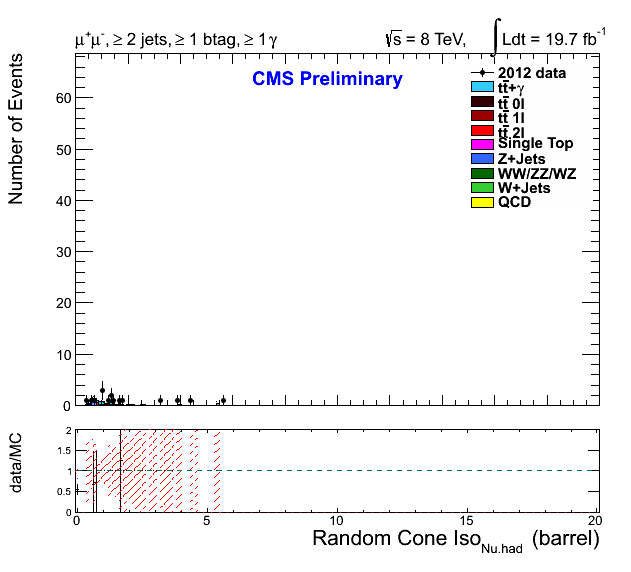 μ⁺μ⁻, ≥ 2 jets, ≥ 1 btag, ≥ 1 γ
√s = 8 TeV, ∫ Ldt = 19.7 fb⁻¹
CMS Preliminary
2012 data
tt̄+γ
tt̄ 0l
tt̄ 1l
tt̄ 2l
Single Top
Z+Jets
WW/ZZ/WZ
W+Jets
QCD
Number of Events
60
50
40
30
20
10
0
data/MC
2
1.5
1
0.5
0
0 5 10 15 20
Random Cone Iso_Nu.had (barrel)